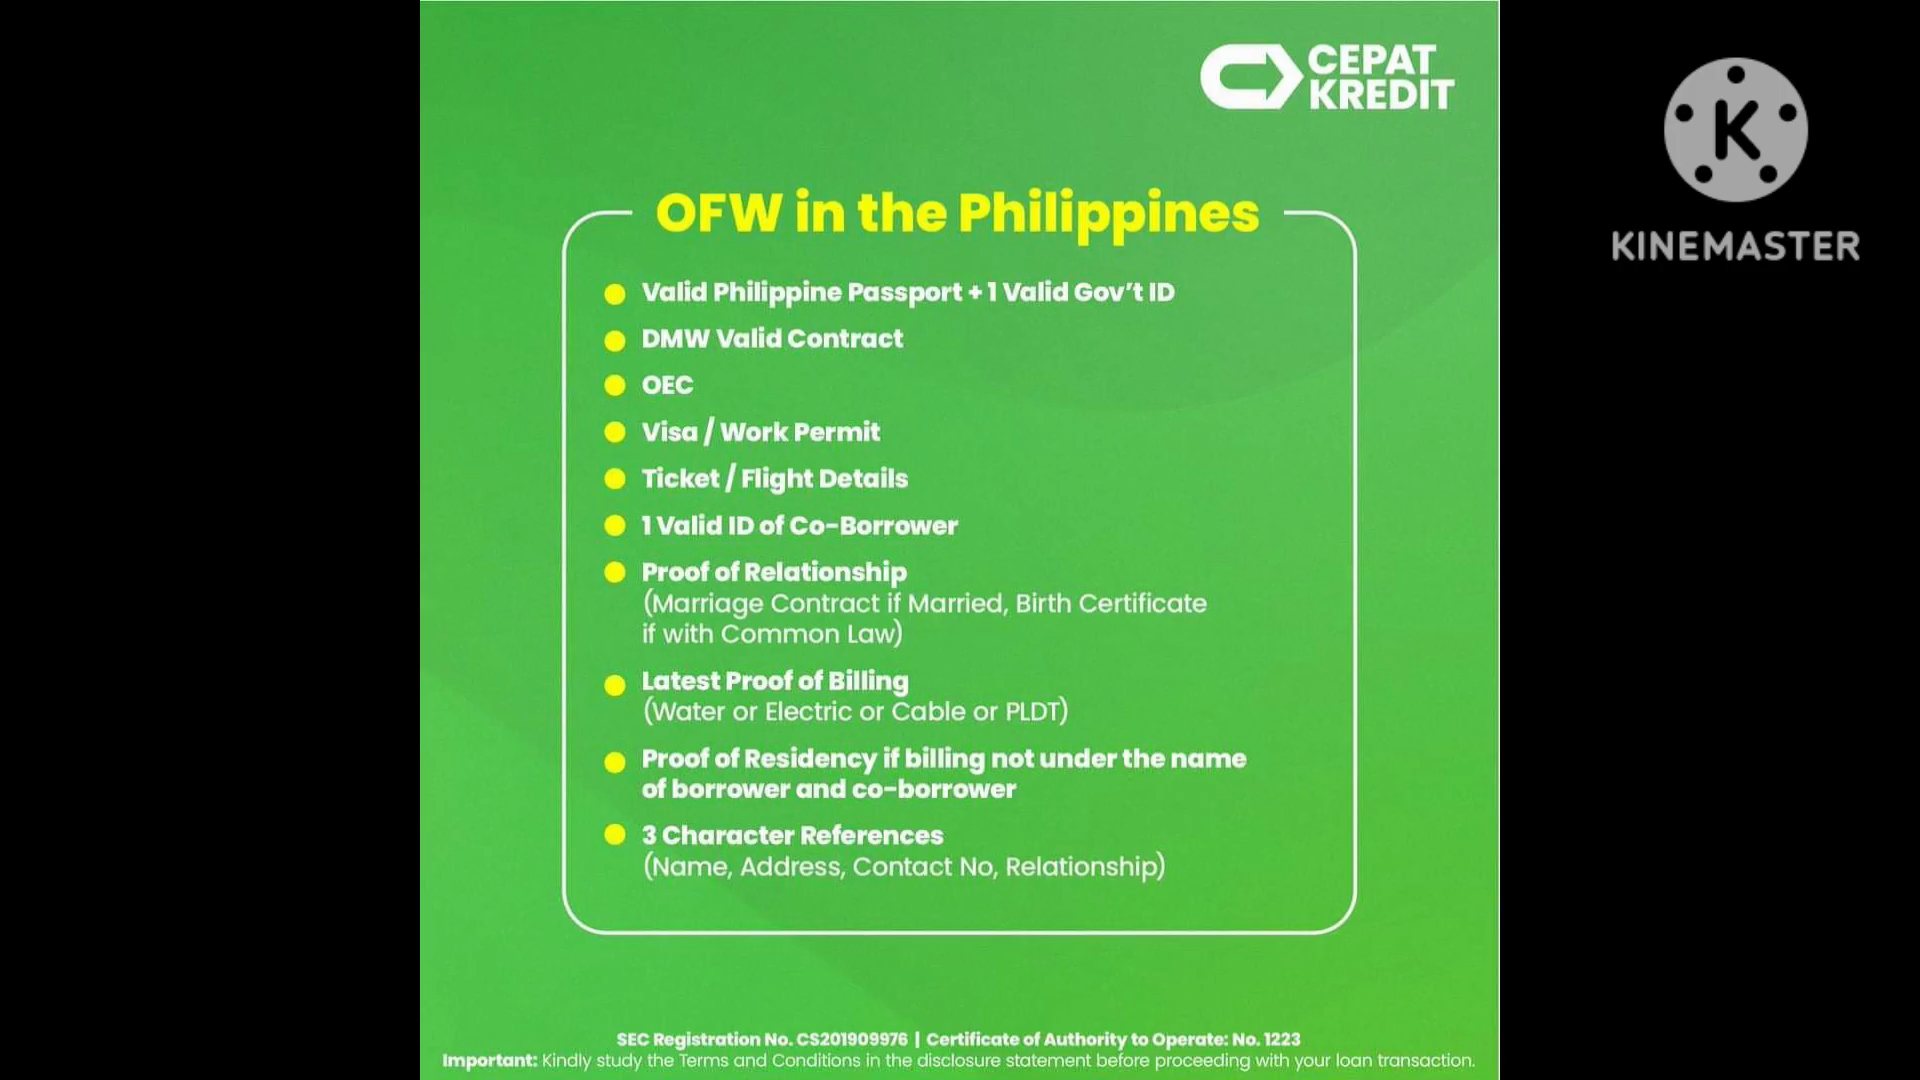 CEPAT
KREDIT
KINEMASTER
OFW in the Philippines
Valid Philippine Passport + 1 Valid Gov't ID
DMW Valid Contract
OEC
Visa / Work Permit
Ticket / Flight Details
1 Valid ID of Co-Borrower
Proof of Relationship
(Marriage Contract if Married, Birth Certificate
if with Common Law)
Latest Proof of Billing
(Water or Electric or Cable or PLDT)
Proof of Residency if billing not under the name
of borrower and co-borrower
3 Character References
(Name, Address, Contact No, Relationship)
SEC Registration No. CS201909976 | Certificate of Authority to Operate: No. 1223
Important: Kindly study the Terms and Conditions in the disclosure statement before proceeding with your loan transaction.